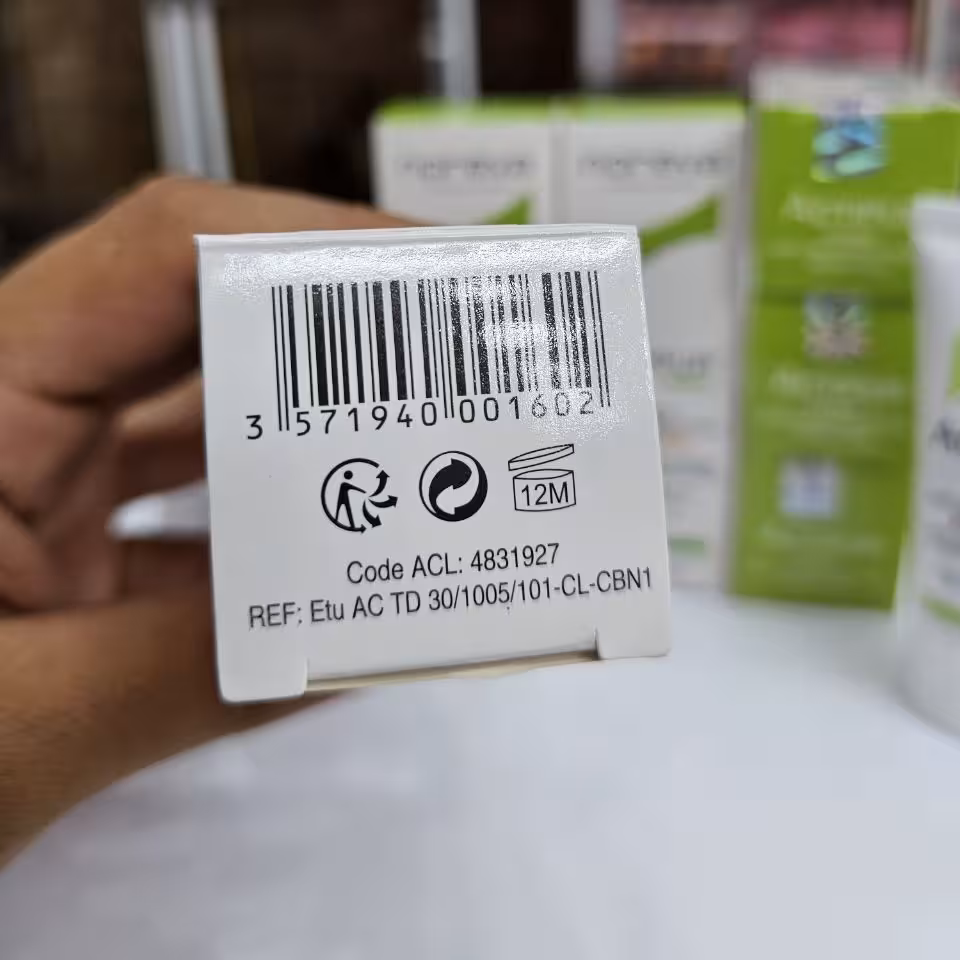 3 571940 001602
12M
Code ACL: 4831927
REF: Etu AC TD 30/1005/101-CL-CBN1